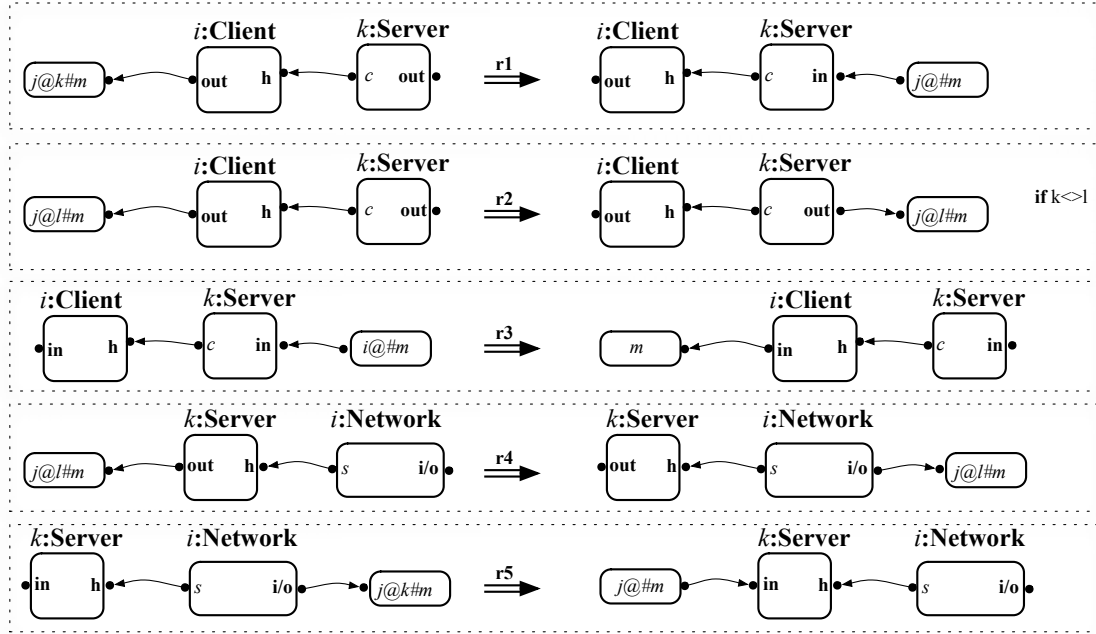 i:Client k:Server i:Client k:Server
j@k#m out h c out r1 out h c in j@#m
i:Client k:Server i:Client k:Server
j@l#m out h c out r2 out h c out j@l#m if k<>l
i:Client k:Server i:Client k:Server
in h c in i@#m r3 m in h c in
k:Server i:Network k:Server i:Network
j@l#m out h s i/o r4 out h s i/o j@l#m
k:Server i:Network k:Server i:Network
in h s i/o j@k#m r5 j@#m in h s i/o